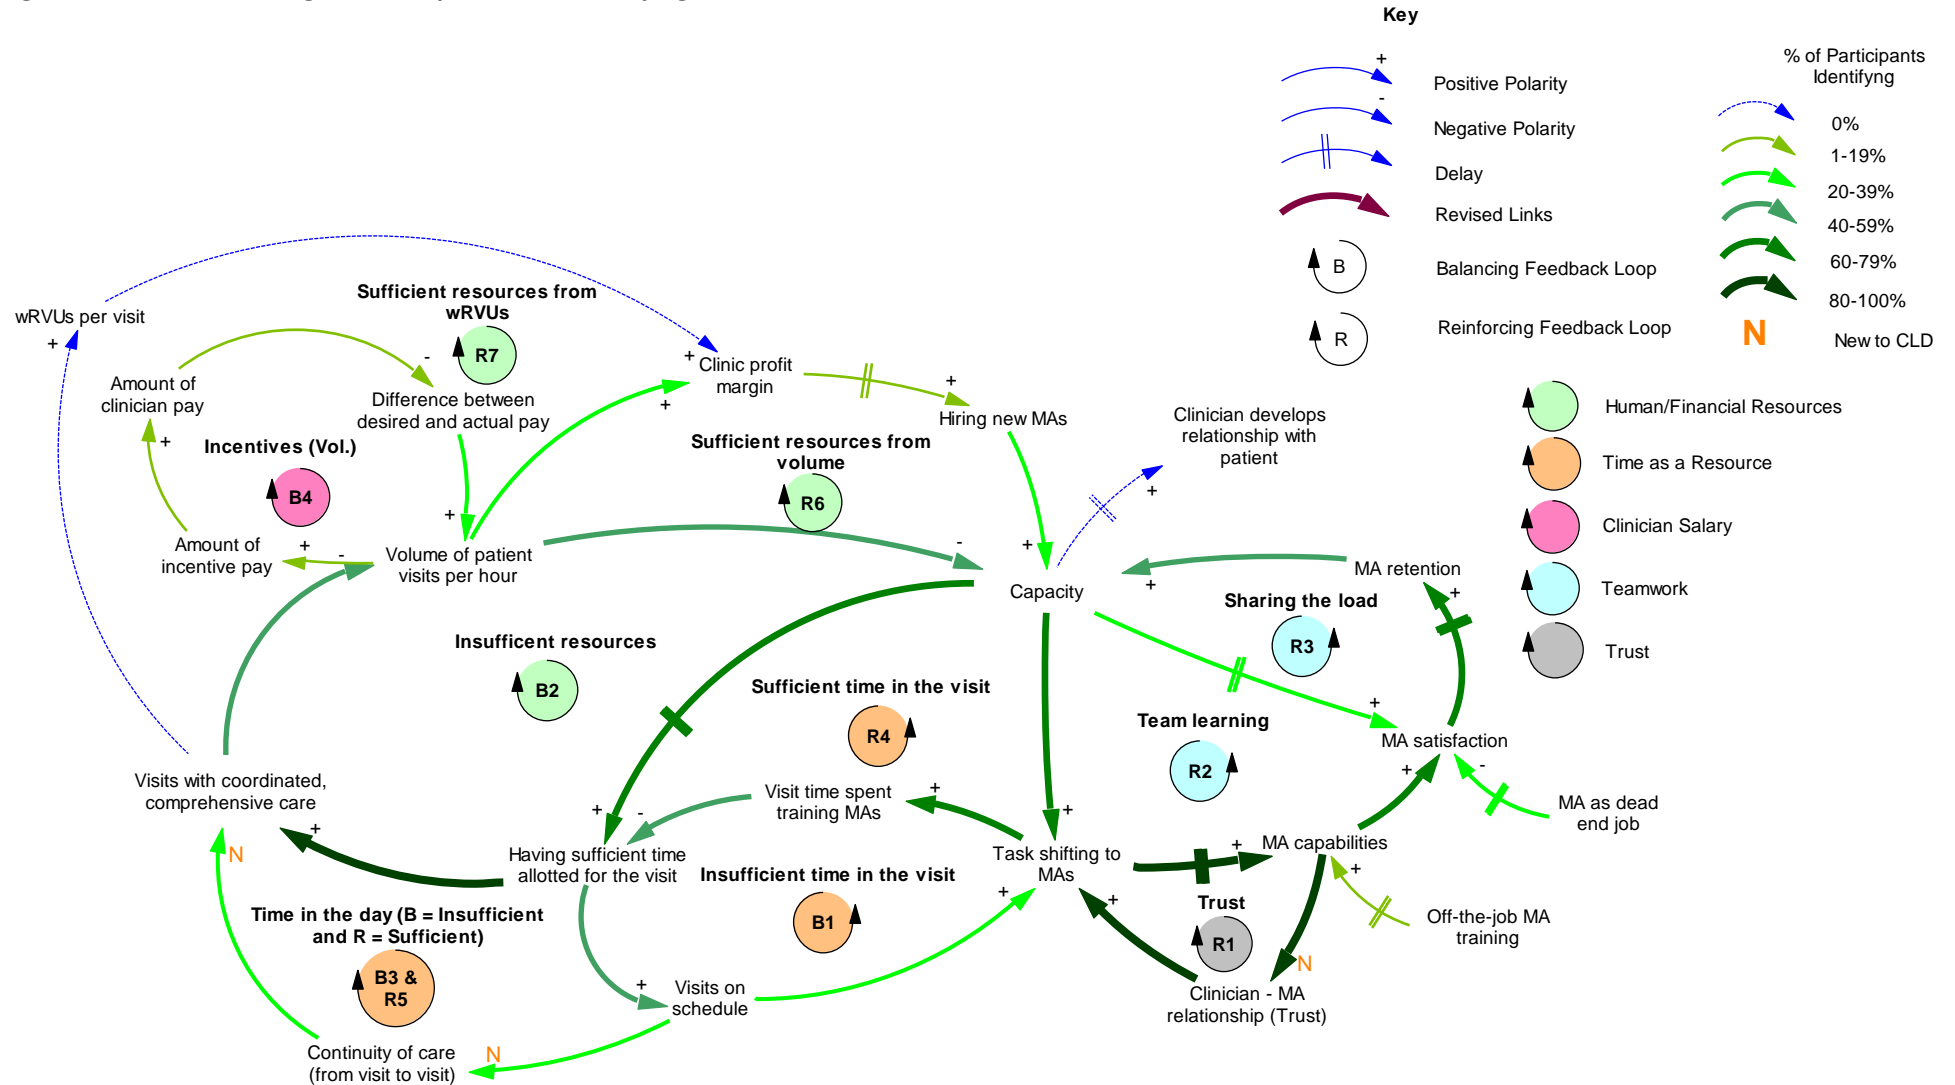 Key
+
Positive Polarity
-
Negative Polarity
Delay
Revised Links
B
Balancing Feedback Loop
R
Reinforcing Feedback Loop
% of Participants
Identifyng
0%
1-19%
20-39%
40-59%
60-79%
80-100%
N
New to CLD
Human/Financial Resources
Time as a Resource
Clinician Salary
Teamwork
Trust
wRVUs per visit
+
Sufficient resources from
wRVUs
R7
Amount of
clinician pay
+
-
Difference between
desired and actual pay
+
Clinic profit
margin
+
+
Hiring new MAs
Clinician develops
relationship with
patient
+
Incentives (Vol.)
B4
Sufficient resources from
volume
R6
Amount of
incentive pay
+
-
+
Volume of patient
visits per hour
-
+
Capacity
+
MA retention
+
Sharing the load
R3
Insufficent resources
B2
Sufficient time in the visit
R4
Team learning
R2
+
MA satisfaction
+
-
MA as dead
end job
Visits with coordinated,
comprehensive care
+
N
Visit time spent
training MAs
+
+
-
Having sufficient time
allotted for the visit
+
Task shifting to
MAs
+
+
+
MA capabilities
+
Off-the-job MA
training
Insufficient time in the visit
B1
Trust
R1
N
Clinician - MA
relationship (Trust)
Time in the day (B = Insufficient
and R = Sufficient)
B3 &
R5
+
Visits on
schedule
N
Continuity of care
(from visit to visit)